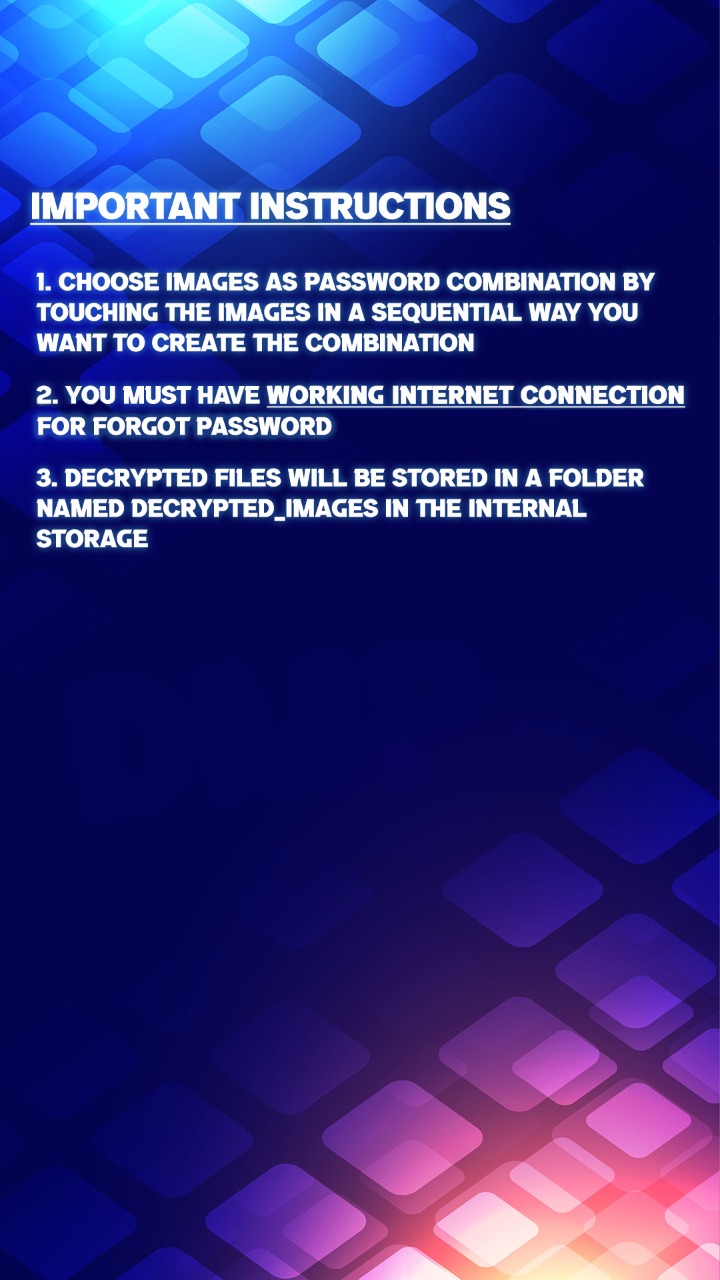 IMPORTANT INSTRUCTIONS
1. CHOOSE IMAGES AS PASSWORD COMBINATION BY
TOUCHING THE IMAGES IN A SEQUENTIAL WAY YOU
WANT TO CREATE THE COMBINATION
2. YOU MUST HAVE WORKING INTERNET CONNECTION
FOR FORGOT PASSWORD
3. DECRYPTED FILES WILL BE STORED IN A FOLDER
NAMED DECRYPTED_IMAGES IN THE INTERNAL
STORAGE